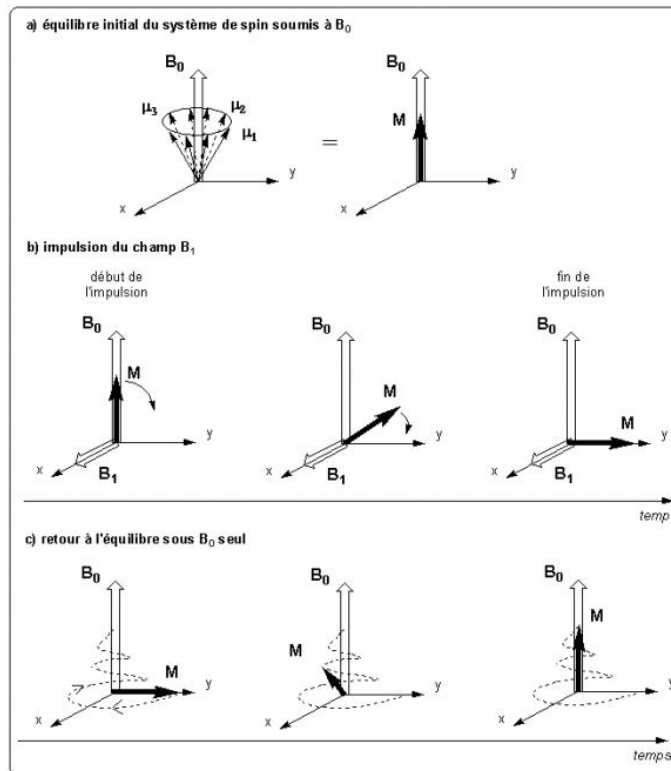 a) équilibre initial du système de spin soumis à B₀
B₀
B₀
μ₃
μ₂
μ₁
M
=
y
y
x
x
b) impulsion du champ B₁
début de
l'impulsion
fin de
l'impulsion
B₀
B₀
B₀
M
M
M
y
y
y
x
x
x
B₁
B₁
B₁
temps
c) retour à l'équilibre sous B₀ seul
B₀
B₀
B₀
M
M
M
y
y
y
x
x
x
temps